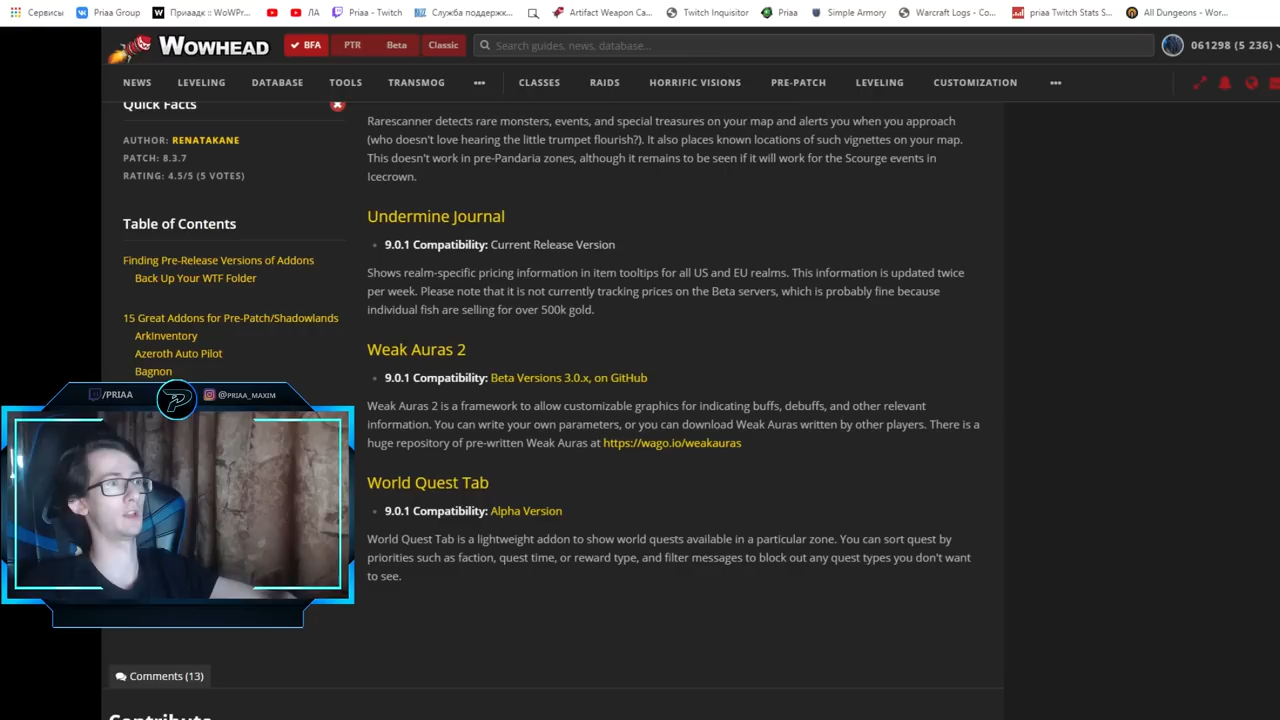 Сервисы
Priaa Group
Приаадк :: WoWPr...
ЛА
Priaa - Twitch
Служба поддержк...
Artifact Weapon Ca...
Twitch Inquisitor
Priaa
Simple Armory
Warcraft Logs - Co...
priaa Twitch Stats S...
All Dungeons - Wor...
WOWHEAD
BFA
PTR
Beta
Classic
Search guides, news, database...
061298 (5 236)
NEWS
LEVELING
DATABASE
TOOLS
TRANSMOG
•••
CLASSES
RAIDS
HORRIFIC VISIONS
PRE-PATCH
LEVELING
CUSTOMIZATION
•••
Quick Facts
AUTHOR: RENATAKANE
PATCH: 8.3.7
RATING: 4.5/5 (5 VOTES)
Table of Contents
Finding Pre-Release Versions of Addons
Back Up Your WTF Folder
15 Great Addons for Pre-Patch/Shadowlands
ArkInventory
Azeroth Auto Pilot
Bagnon
/PRIAA
@PRIAA_MAXIM
Rarescanner detects rare monsters, events, and special treasures on your map and alerts you when you approach
(who doesn't love hearing the little trumpet flourish?). It also places known locations of such vignettes on your map.
This doesn't work in pre-Pandaria zones, although it remains to be seen if it will work for the Scourge events in
Icecrown.
Undermine Journal
• 9.0.1 Compatibility: Current Release Version
Shows realm-specific pricing information in item tooltips for all US and EU realms. This information is updated twice
per week. Please note that it is not currently tracking prices on the Beta servers, which is probably fine because
individual fish are selling for over 500k gold.
Weak Auras 2
• 9.0.1 Compatibility: Beta Versions 3.0.x, on GitHub
Weak Auras 2 is a framework to allow customizable graphics for indicating buffs, debuffs, and other relevant
information. You can write your own parameters, or you can download Weak Auras written by other players. There is a
huge repository of pre-written Weak Auras at https://wago.io/weakauras
World Quest Tab
• 9.0.1 Compatibility: Alpha Version
World Quest Tab is a lightweight addon to show world quests available in a particular zone. You can sort quest by
priorities such as faction, quest time, or reward type, and filter messages to block out any quest types you don't want
to see.
Comments (13)
Contribute